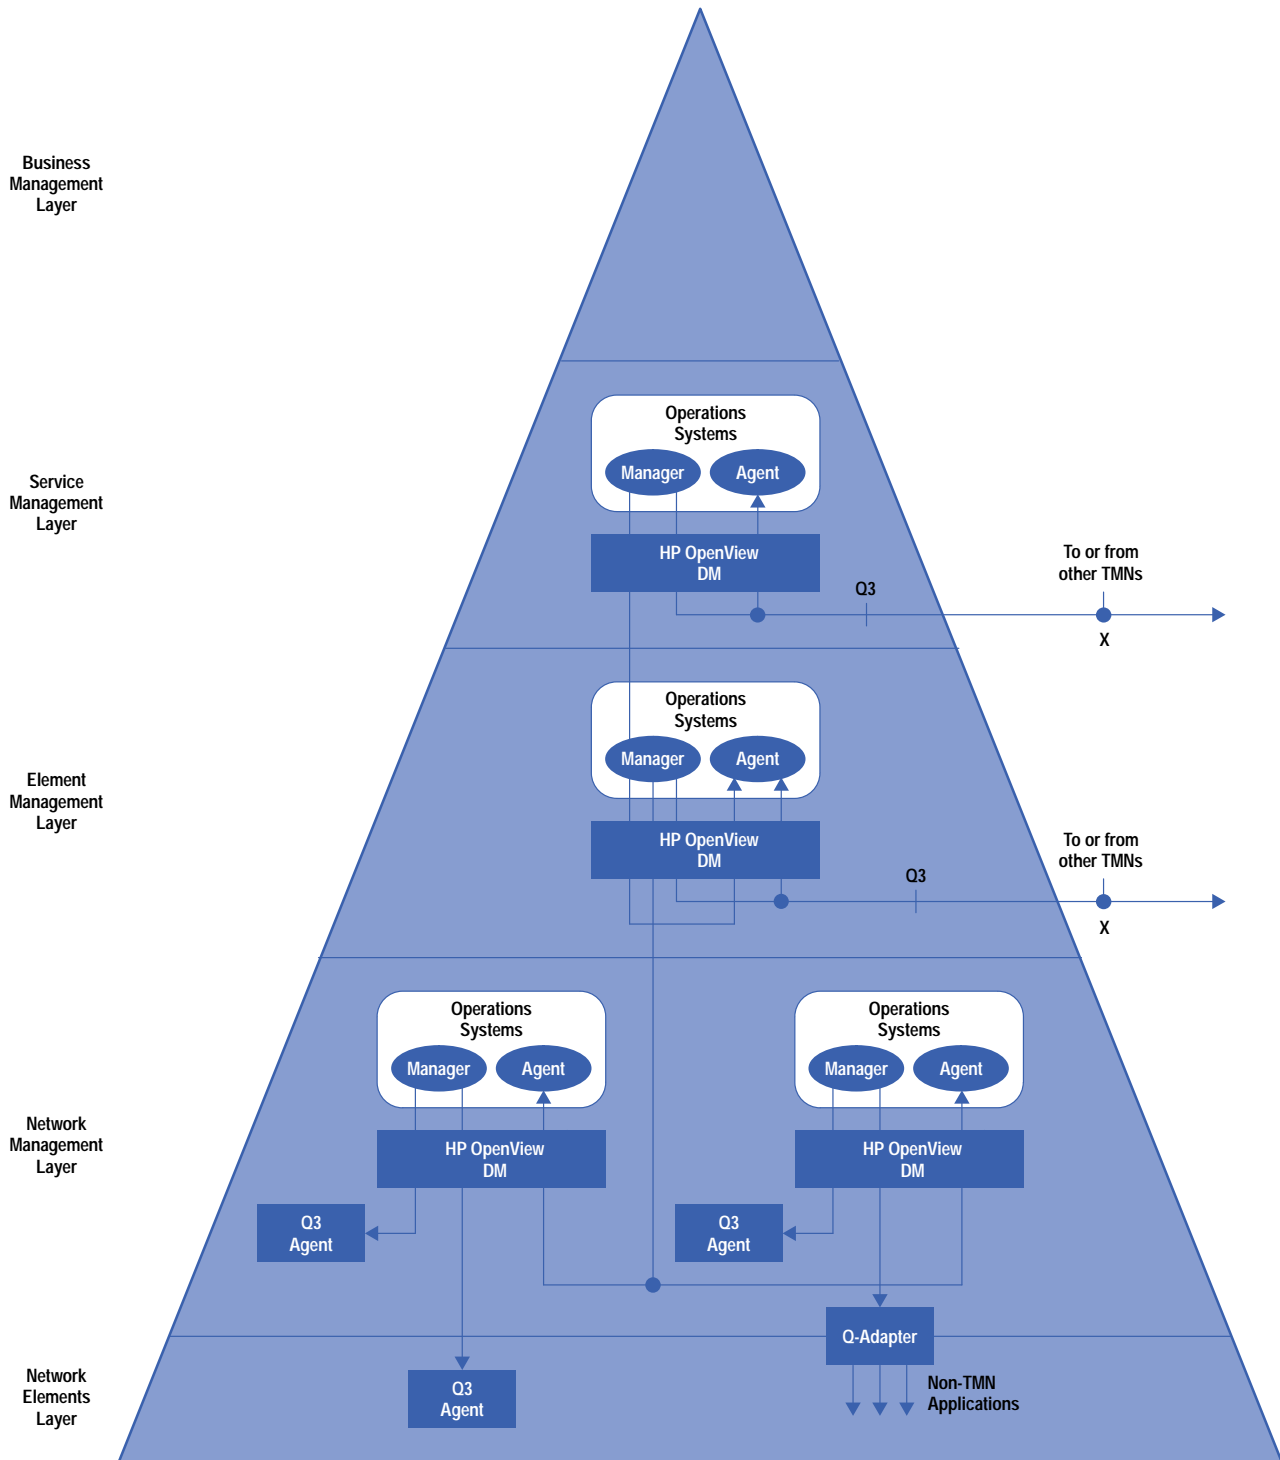 Business
Management
Layer
Operations
Systems
Manager
Agent
Service
Management
Layer
HP OpenView
DM
To or from
other TMNs
Q3
X
Operations
Systems
Manager
Agent
Element
Management
Layer
HP OpenView
DM
To or from
other TMNs
Q3
X
Operations
Systems
Manager
Agent
Operations
Systems
Manager
Agent
Network
Management
Layer
HP OpenView
DM
HP OpenView
DM
Q3
Agent
Q3
Agent
Q-Adapter
Network
Elements
Layer
Q3
Agent
Non-TMN
Applications